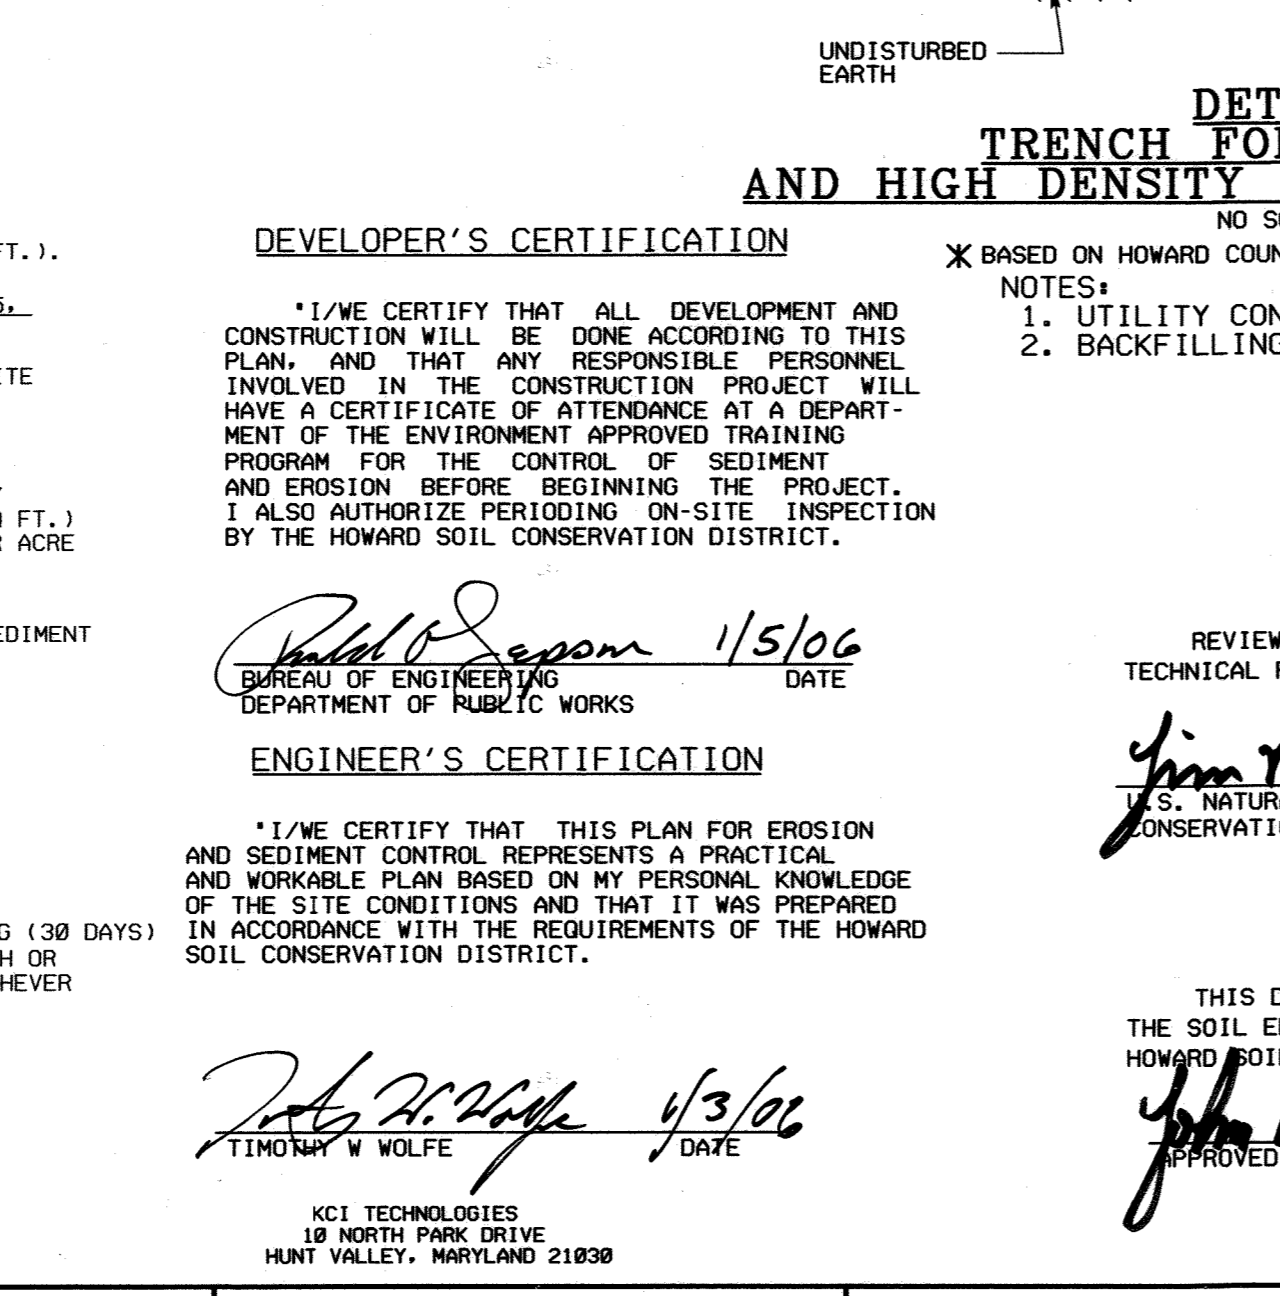 UNDISTURBED
EARTH
DET
TRENCH FO
AND HIGH DENSITY
NO S
* BASED ON HOWARD COUN
NOTES:
1. UTILITY CON
2. BACKFILLING
FT.).
5,
ETE
FT.)
ACRE
EDIMENT
G (30 DAYS)
H OR
HEVER
DEVELOPER'S CERTIFICATION
"I/WE CERTIFY THAT ALL DEVELOPMENT AND
CONSTRUCTION WILL BE DONE ACCORDING TO THIS
PLAN, AND THAT ANY RESPONSIBLE PERSONNEL
INVOLVED IN THE CONSTRUCTION PROJECT WILL
HAVE A CERTIFICATE OF ATTENDANCE AT A DEPART-
MENT OF THE ENVIRONMENT APPROVED TRAINING
PROGRAM FOR THE CONTROL OF SEDIMENT
AND EROSION BEFORE BEGINNING THE PROJECT.
I ALSO AUTHORIZE PERIODING ON-SITE INSPECTION
BY THE HOWARD SOIL CONSERVATION DISTRICT.
1/5/06
BUREAU OF ENGINEERING DATE
DEPARTMENT OF PUBLIC WORKS
ENGINEER'S CERTIFICATION
"I/WE CERTIFY THAT THIS PLAN FOR EROSION
AND SEDIMENT CONTROL REPRESENTS A PRACTICAL
AND WORKABLE PLAN BASED ON MY PERSONAL KNOWLEDGE
OF THE SITE CONDITIONS AND THAT IT WAS PREPARED
IN ACCORDANCE WITH THE REQUIREMENTS OF THE HOWARD
SOIL CONSERVATION DISTRICT.
Timothy W. Wolfe 1/3/06
TIMOTHY W WOLFE DATE
KCI TECHNOLOGIES
10 NORTH PARK DRIVE
HUNT VALLEY, MARYLAND 21030
REVIEW
TECHNICAL
Jim
U.S. NATUR
CONSERVATI
THIS D
THE SOIL E
HOWARD SOI
John
APPROVED